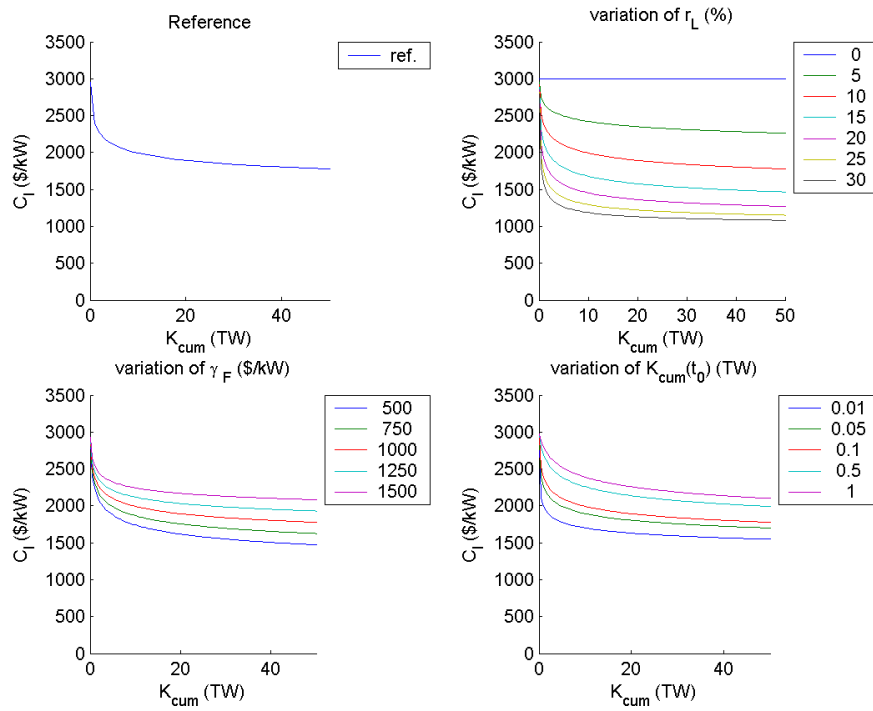 Reference
3500
3000
2500
2000
1500
1000
500
0
C_I ($/kW)
0 20 40
K_cum (TW)
ref.
variation of r_L (%)
3500
3000
2500
2000
1500
1000
500
0
C_I ($/kW)
0 10 20 30 40 50
K_cum (TW)
0
5
10
15
20
25
30
variation of γ_F ($/kW)
3500
3000
2500
2000
1500
1000
500
0
C_I ($/kW)
0 20 40
K_cum (TW)
500
750
1000
1250
1500
variation of K_cum(t_0) (TW)
3500
3000
2500
2000
1500
1000
500
0
C_I ($/kW)
0 20 40
K_cum (TW)
0.01
0.05
0.1
0.5
1